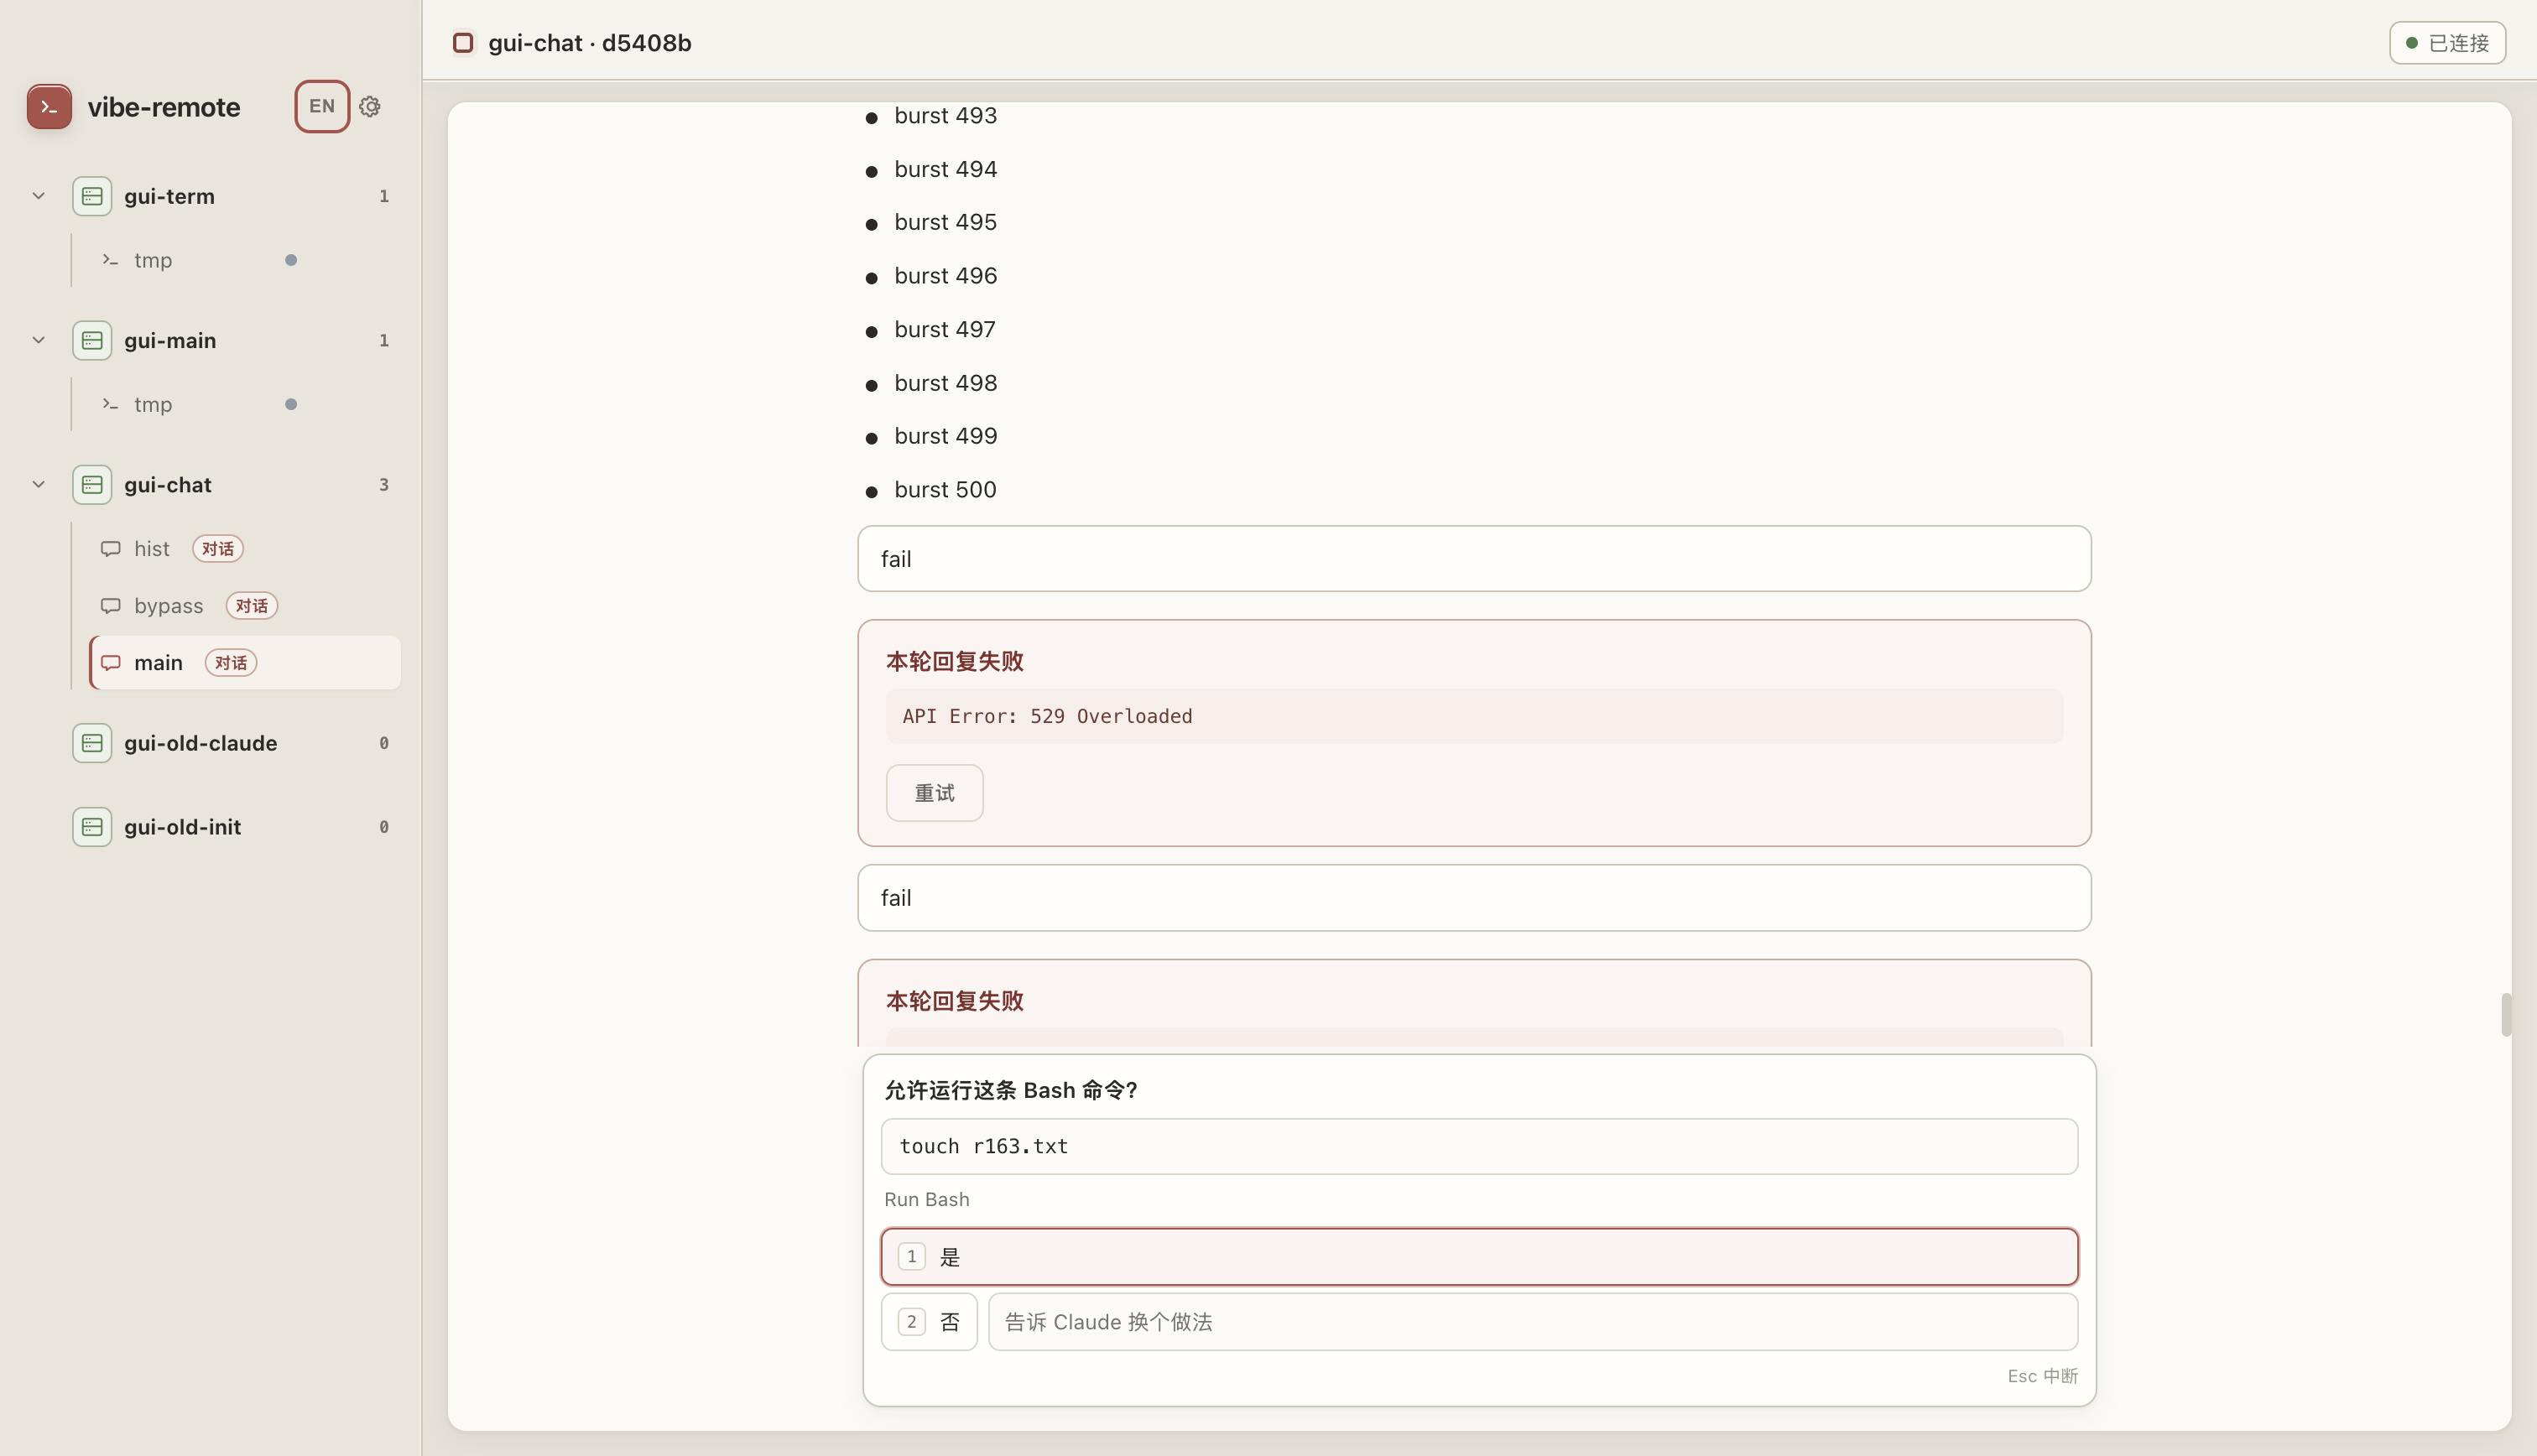 vibe-remote
EN
gui-term 1
tmp
gui-main 1
tmp
gui-chat 3
hist 对话
bypass 对话
main 对话
gui-old-claude 0
gui-old-init 0
gui-chat · d5408b
已连接
burst 493
burst 494
burst 495
burst 496
burst 497
burst 498
burst 499
burst 500
fail
本轮回复失败
API Error: 529 Overloaded
重试
fail
本轮回复失败
允许运行这条 Bash 命令?
touch r163.txt
Run Bash
1 是
2 否 告诉 Claude 换个做法
Esc 中断